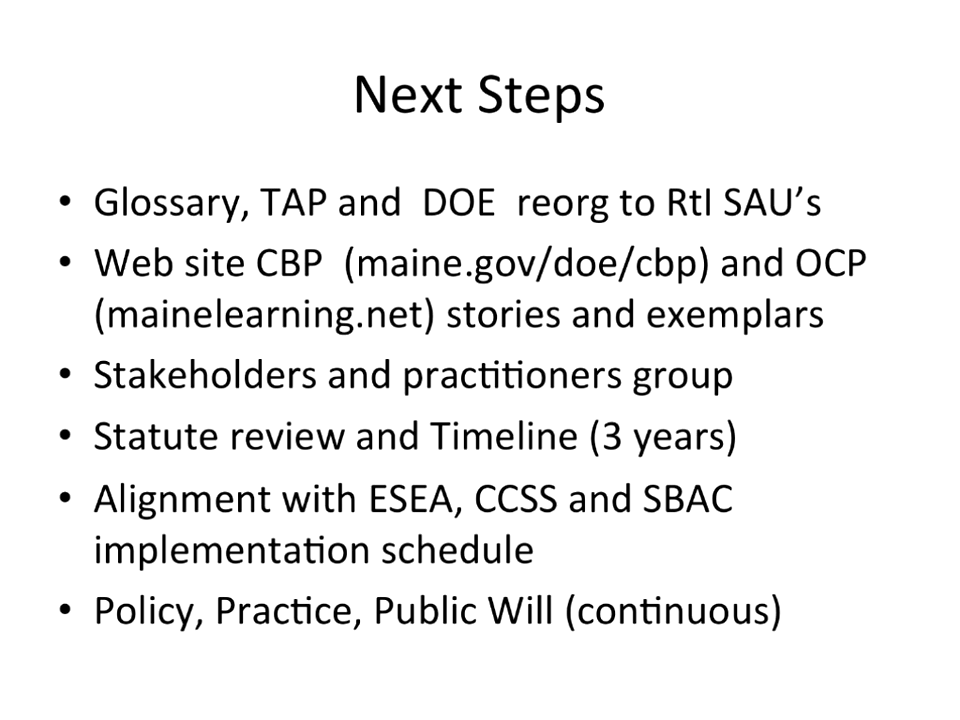 Next Steps
• Glossary, TAP and  DOE  reorg to RtI SAU’s
• Web site CBP  (maine.gov/doe/cbp) and OCP
(mainelearning.net) stories and exemplars
• Stakeholders and practitioners group
• Statute review and Timeline (3 years)
• Alignment with ESEA, CCSS and SBAC
implementation schedule
• Policy, Practice, Public Will (continuous)